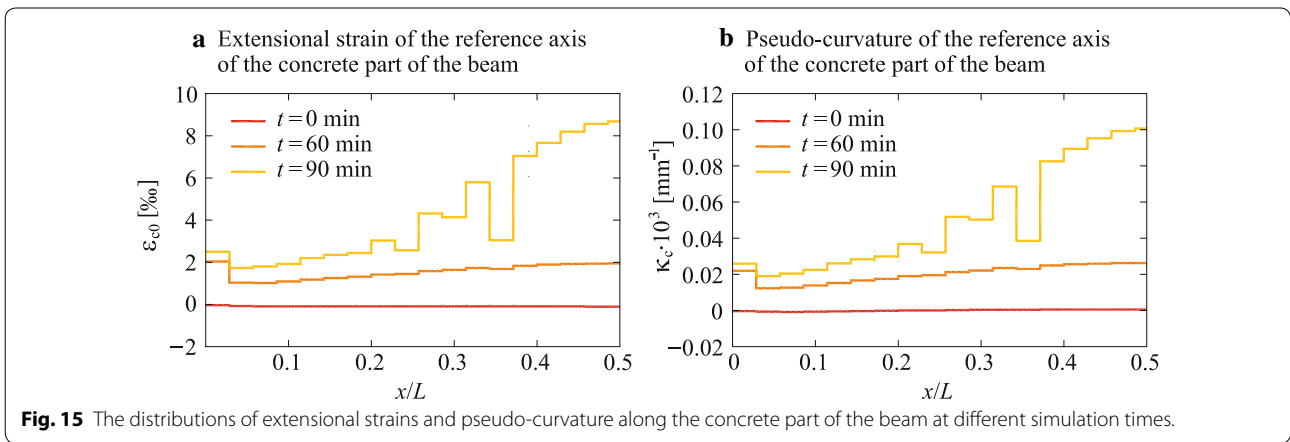 a Extensional strain of the reference axis
of the concrete part of the beam
10
8
6
4
2
0
−2
εc0 [‰]
t = 0 min
t = 60 min
t = 90 min
0.1
0.2
0.3
0.4
0.5
x/L
b Pseudo-curvature of the reference axis
of the concrete part of the beam
0.12
0.10
0.08
0.06
0.04
0.02
0
−0.02
κc·10³ [mm⁻¹]
t = 0 min
t = 60 min
t = 90 min
0
0.1
0.2
0.3
0.4
0.5
x/L
Fig. 15 The distributions of extensional strains and pseudo-curvature along the concrete part of the beam at different simulation times.